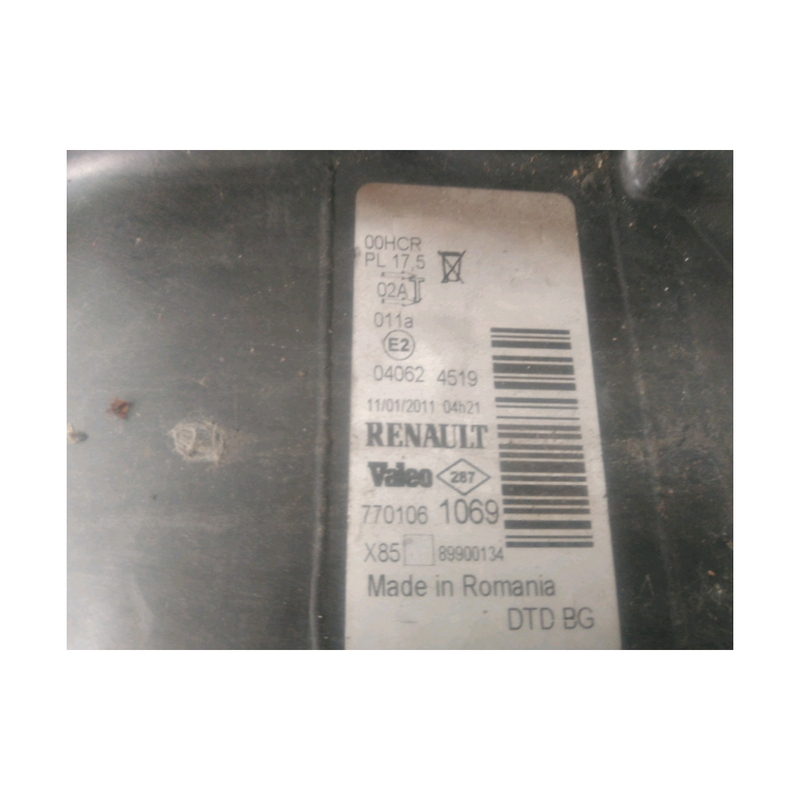 00HCR
PL 17,5
02A
011a
E2
04062 4519
11/01/2011 04h21
RENAULT
Valeo 287
770106 1069
X85 89900134
Made in Romania
DTD BG